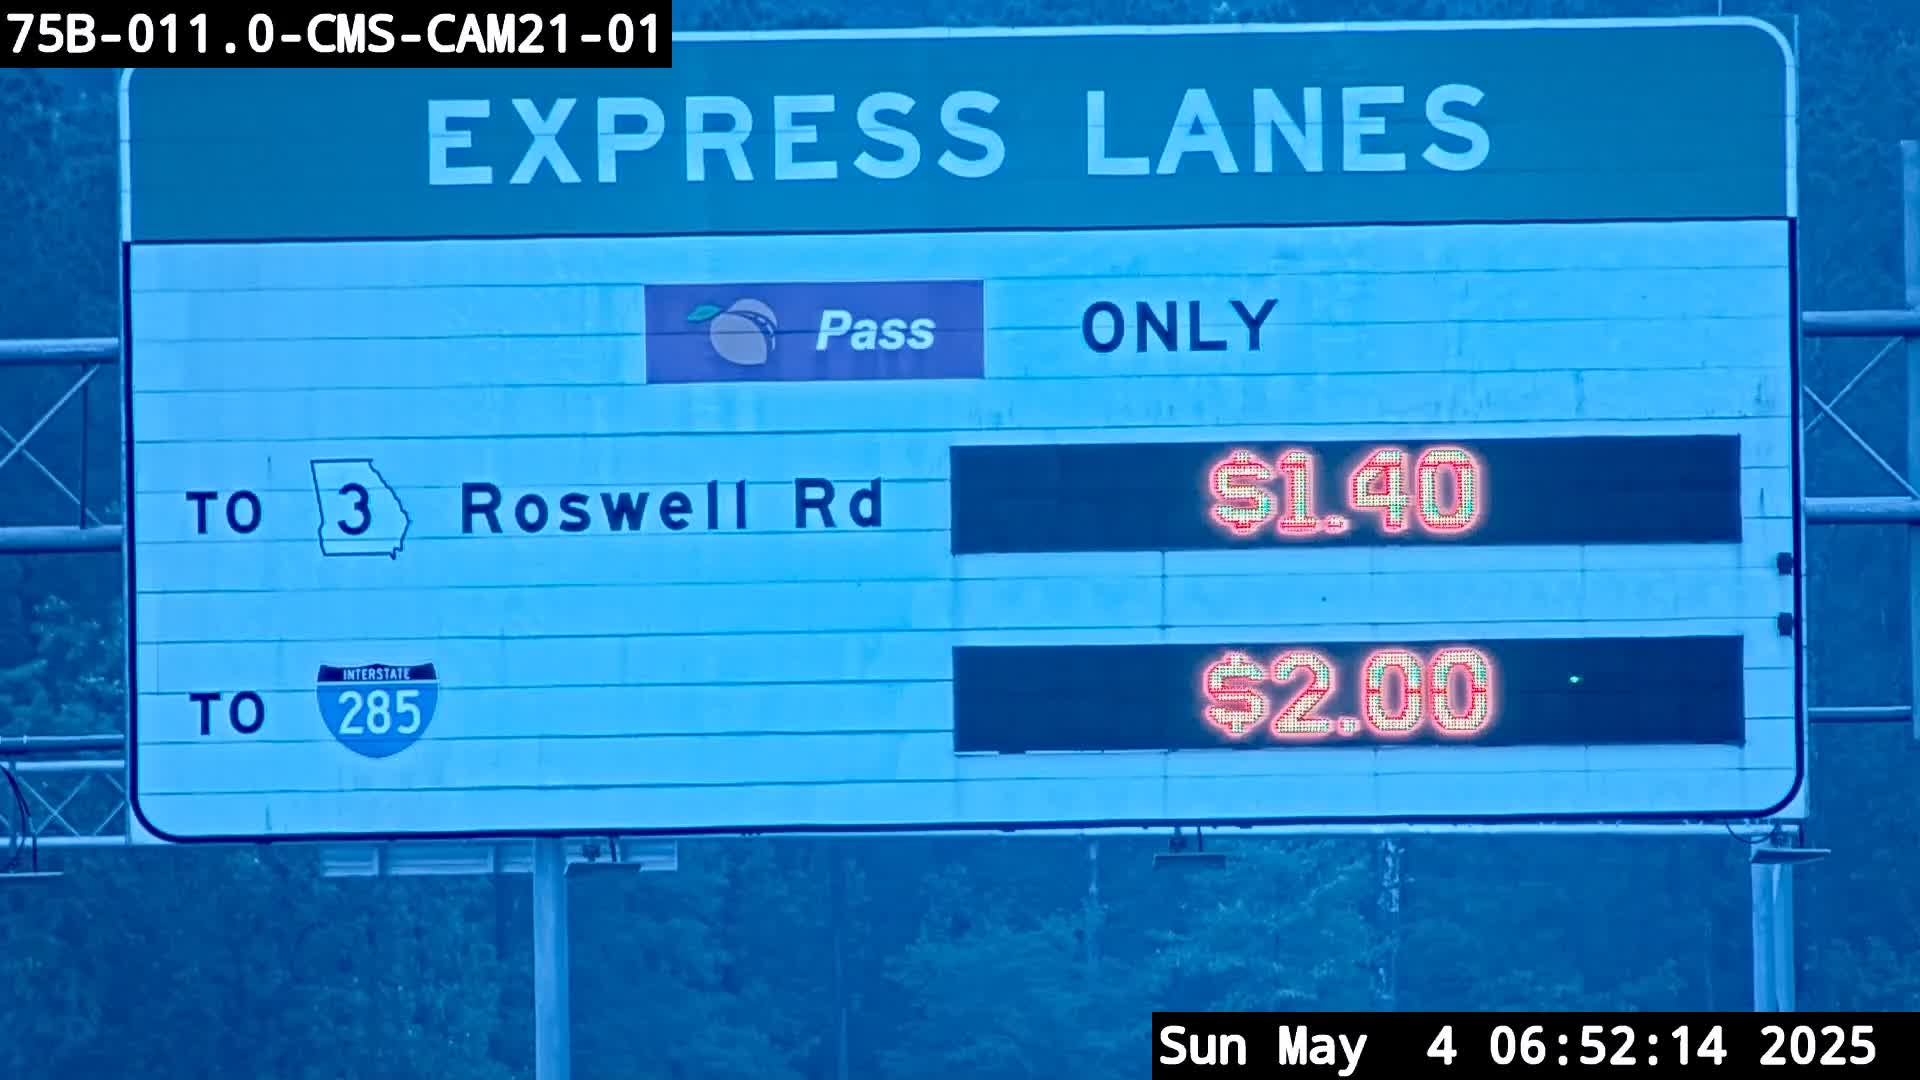 75B-011.0-CMS-CAM21-01
EXPRESS LANES
Pass ONLY
TO 3 Roswell Rd $1.40
INTERSTATE
TO 285 $2.00
Sun May 4 06:52:14 2025